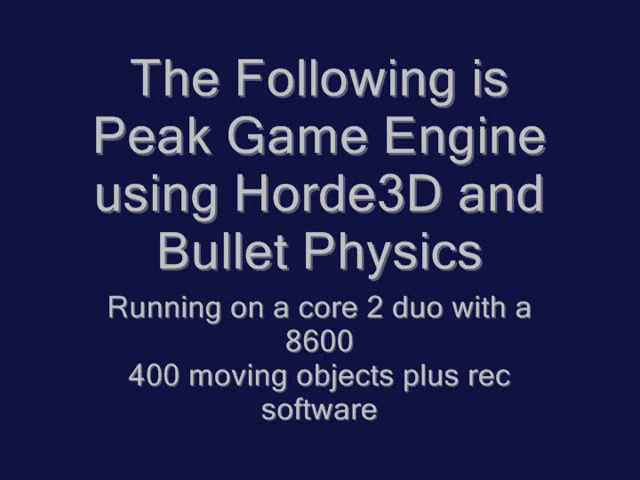 The Following is
Peak Game Engine
using Horde3D and
Bullet Physics
Running on a core 2 duo with a
8600
400 moving objects plus rec
software